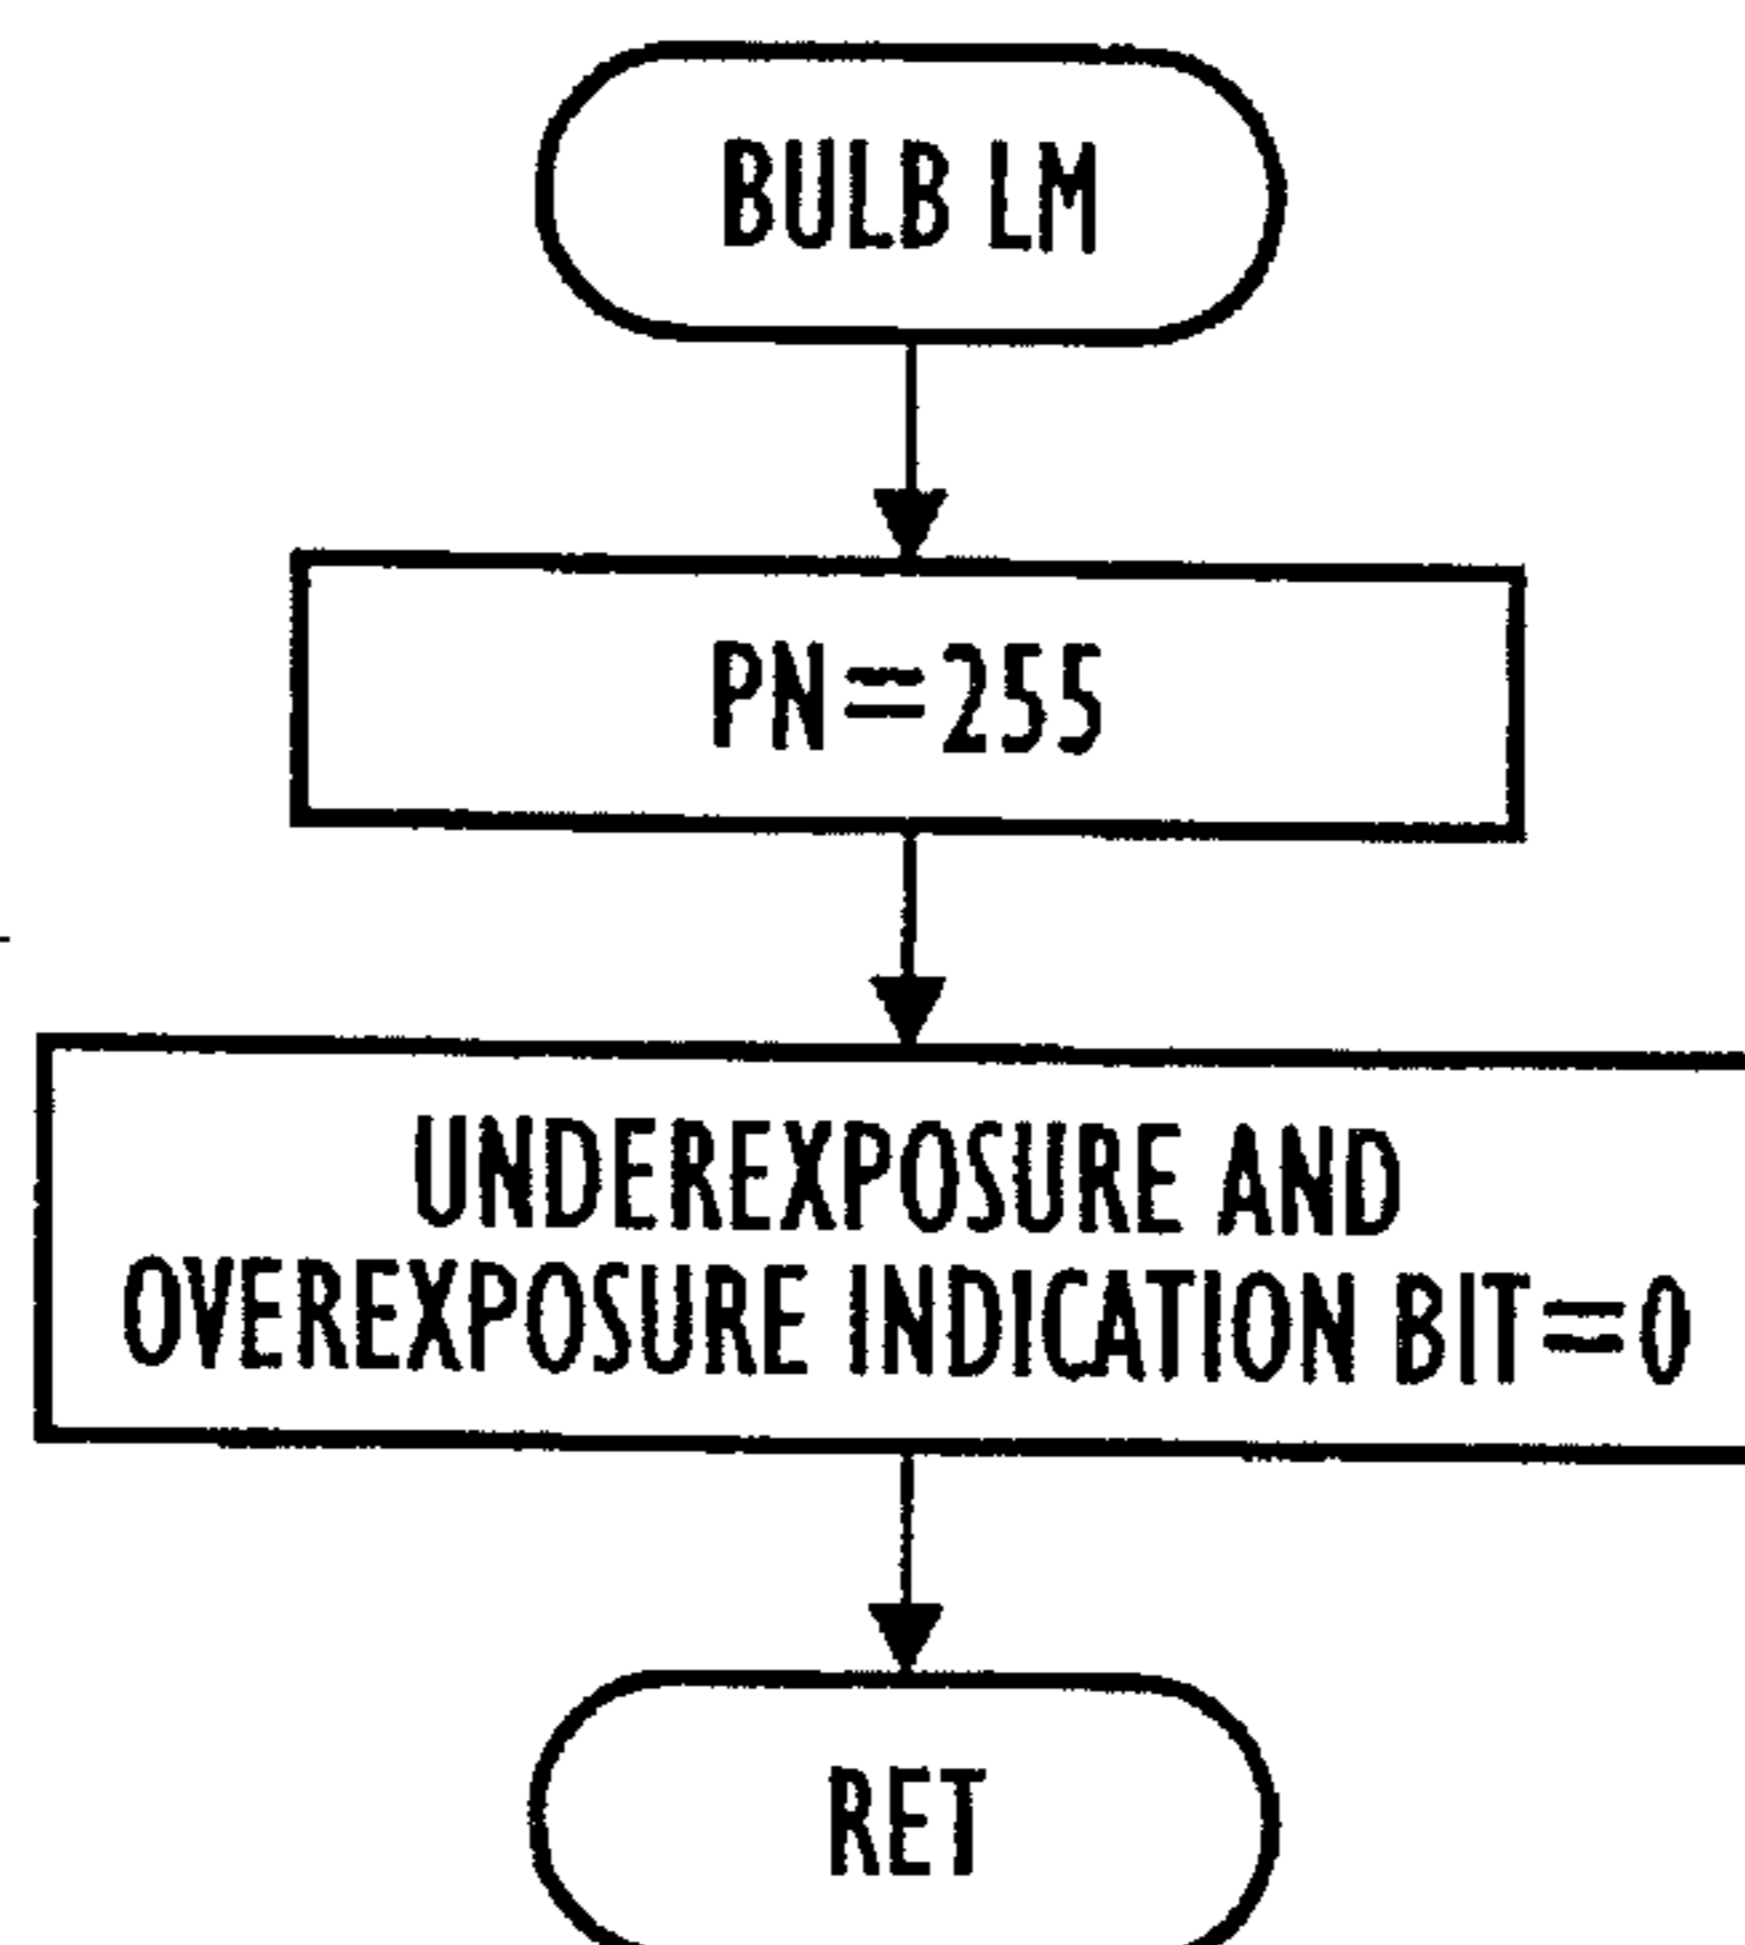 BULB LM
PN=255
UNDEREXPOSURE AND
OVEREXPOSURE INDICATION BIT=0
RET